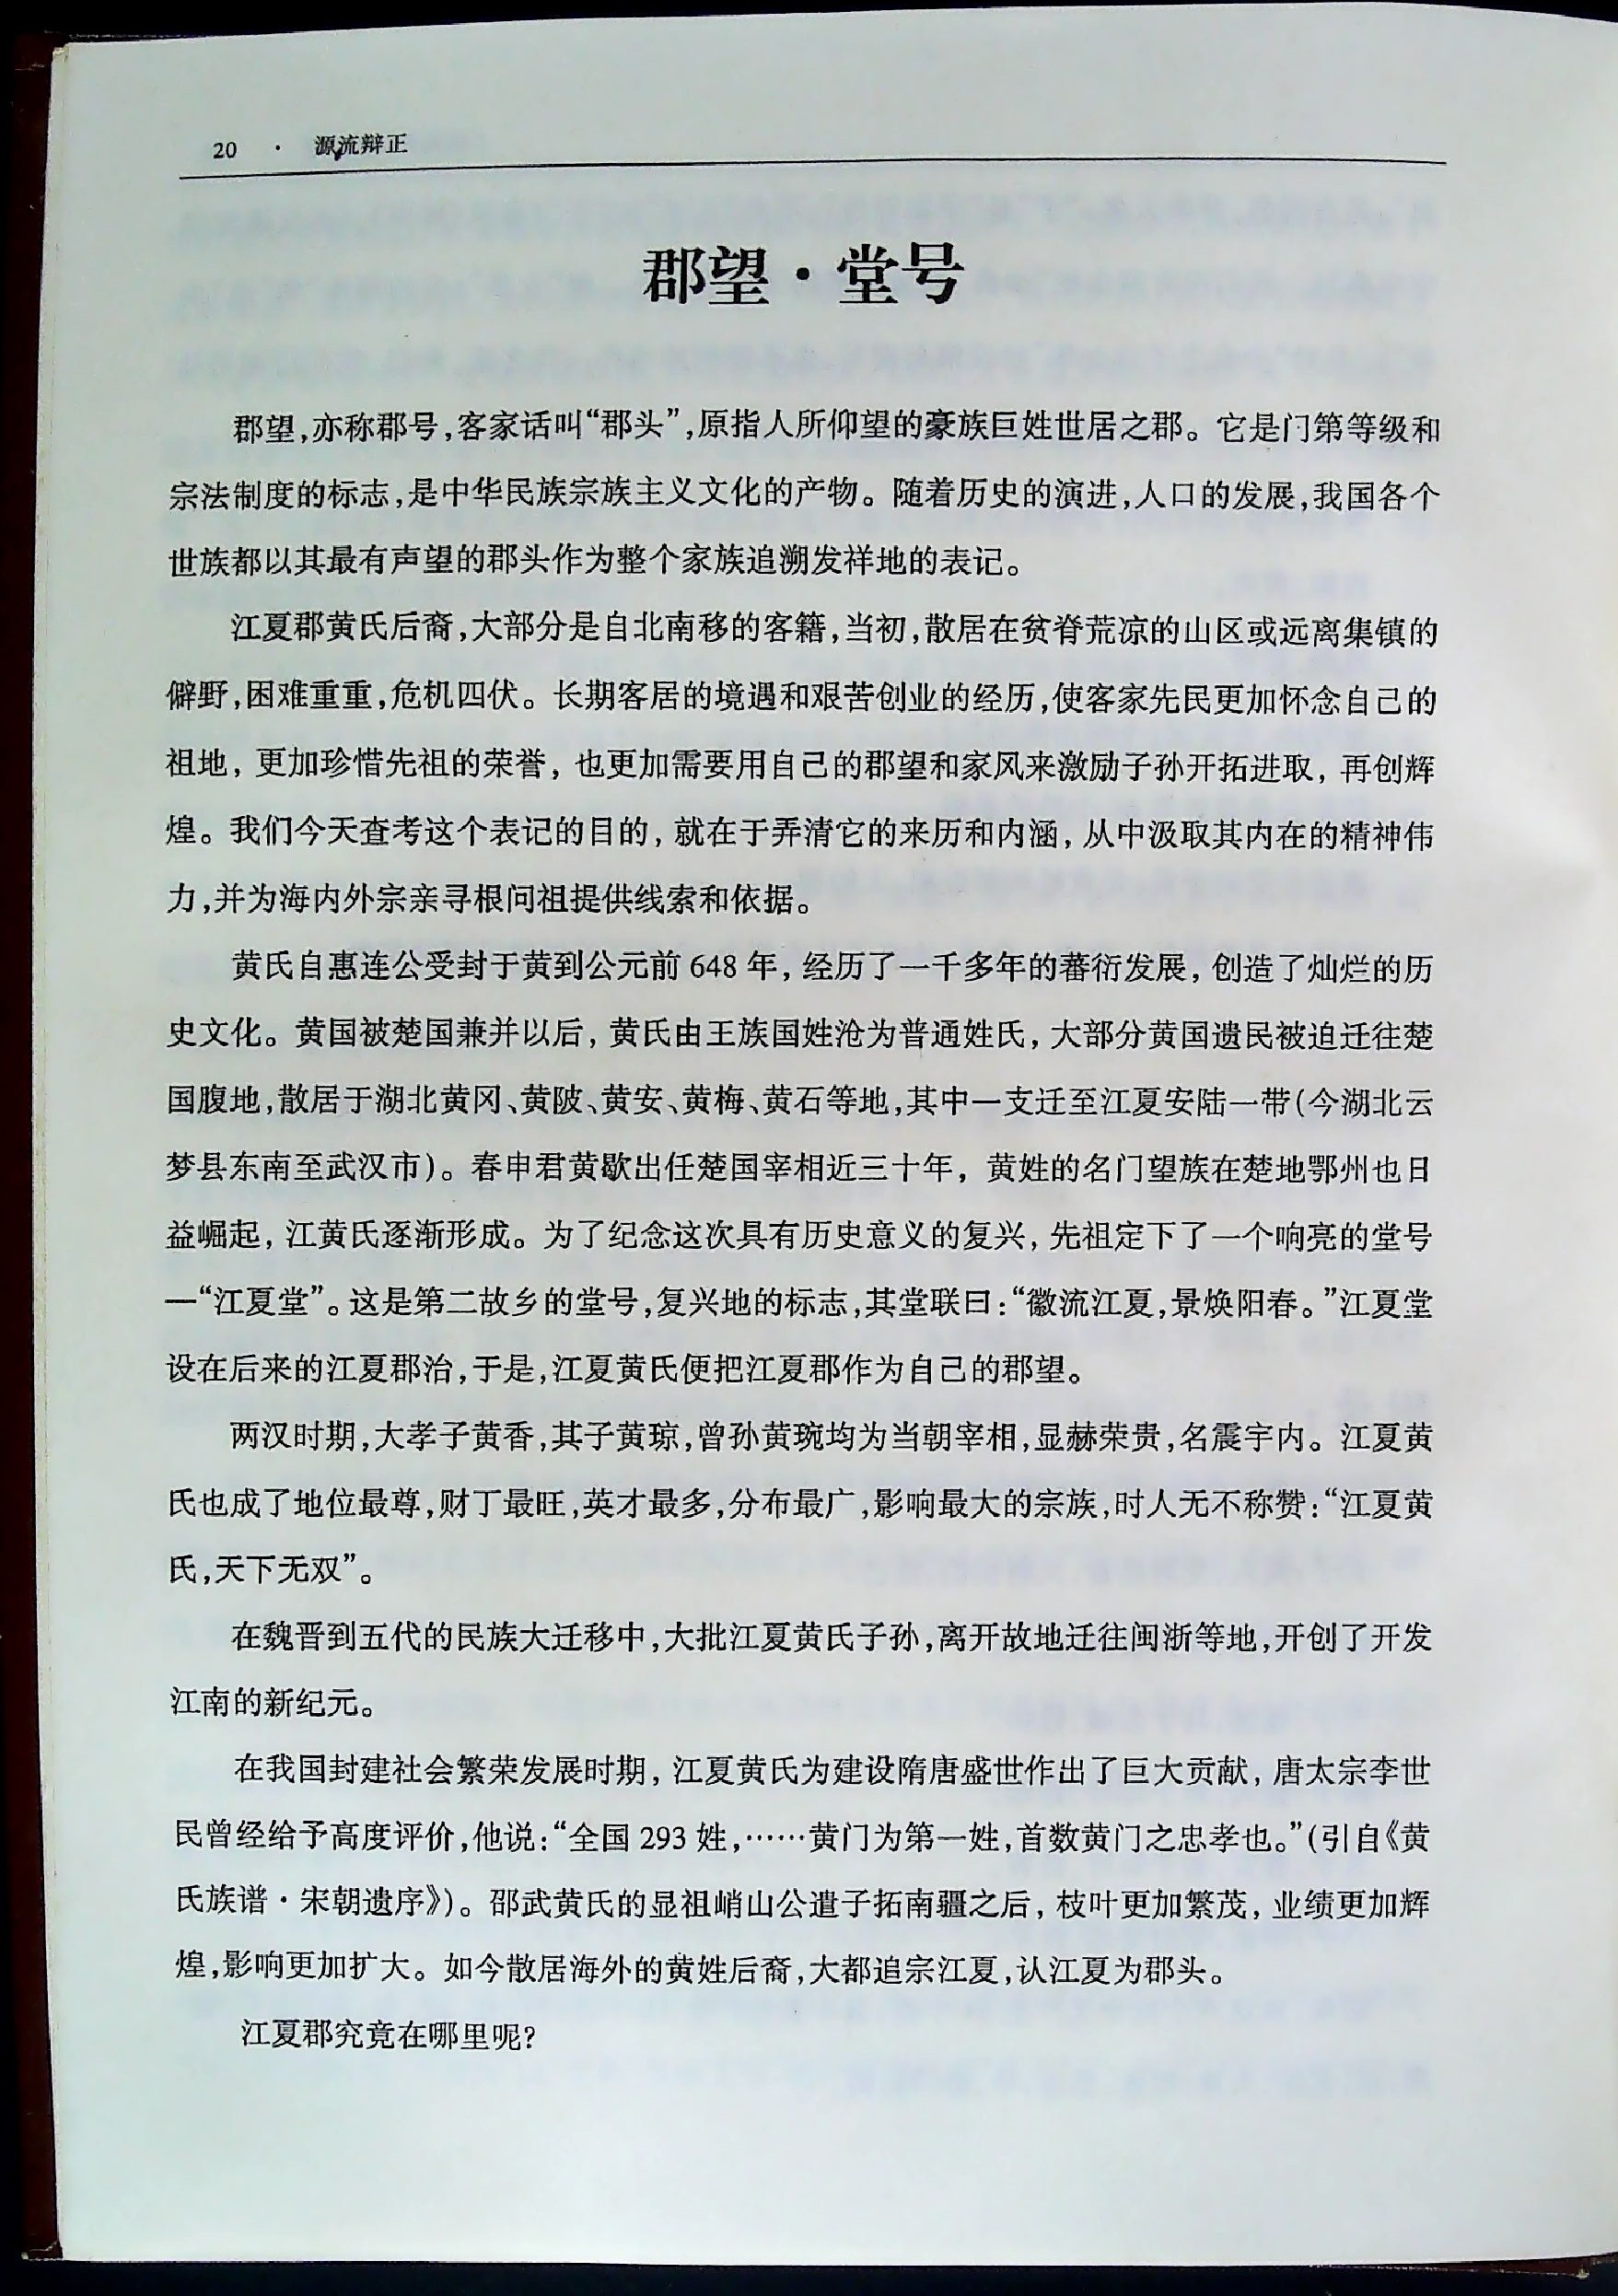 20 · 源流辩正
郡望·堂号
郡望,亦称郡号,客家话叫“郡头”,原指人所仰望的豪族巨姓世居之郡。它是门第等级和
宗法制度的标志,是中华民族宗族主义文化的产物。随着历史的演进,人口的发展,我国各个
世族都以其最有声望的郡头作为整个家族追溯发祥地的表记。
江夏郡黄氏后裔,大部分是自北南移的客籍,当初,散居在贫脊荒凉的山区或远离集镇的
僻野,困难重重,危机四伏。长期客居的境遇和艰苦创业的经历,使客家先民更加怀念自己的
祖地,更加珍惜先祖的荣誉,也更加需要用自己的郡望和家风来激励子孙开拓进取,再创辉
煌。我们今天查考这个表记的目的,就在于弄清它的来历和内涵,从中汲取其内在的精神伟
力,并为海内外宗亲寻根问祖提供线索和依据。
黄氏自惠连公受封于黄到公元前648年,经历了一千多年的蕃衍发展,创造了灿烂的历
史文化。黄国被楚国兼并以后,黄氏由王族国姓沧为普通姓氏,大部分黄国遗民被迫迁往楚
国腹地,散居于湖北黄冈、黄陂、黄安、黄梅、黄石等地,其中一支迁至江夏安陆一带(今湖北云
梦县东南至武汉市)。春申君黄歇出任楚国宰相近三十年,黄姓的名门望族在楚地鄂州也日
益崛起,江黄氏逐渐形成。为了纪念这次具有历史意义的复兴,先祖定下了一个响亮的堂号
—“江夏堂”。这是第二故乡的堂号,复兴地的标志,其堂联曰:“徽流江夏,景焕阳春。”江夏堂
设在后来的江夏郡治,于是,江夏黄氏便把江夏郡作为自己的郡望。
两汉时期,大孝子黄香,其子黄琼,曾孙黄琬均为当朝宰相,显赫荣贵,名震宇内。江夏黄
氏也成了地位最尊,财丁最旺,英才最多,分布最广,影响最大的宗族,时人无不称赞:“江夏黄
氏,天下无双”。
在魏晋到五代的民族大迁移中,大批江夏黄氏子孙,离开故地迁往闽浙等地,开创了开发
江南的新纪元。
在我国封建社会繁荣发展时期,江夏黄氏为建设隋唐盛世作出了巨大贡献,唐太宗李世
民曾经给予高度评价,他说:“全国293姓,……黄门为第一姓,首数黄门之忠孝也。”(引自《黄
氏族谱·宋朝遗序》)。邵武黄氏的显祖峭山公遣子拓南疆之后,枝叶更加繁茂,业绩更加辉
煌,影响更加扩大。如今散居海外的黄姓后裔,大都追宗江夏,认江夏为郡头。
江夏郡究竟在哪里呢?